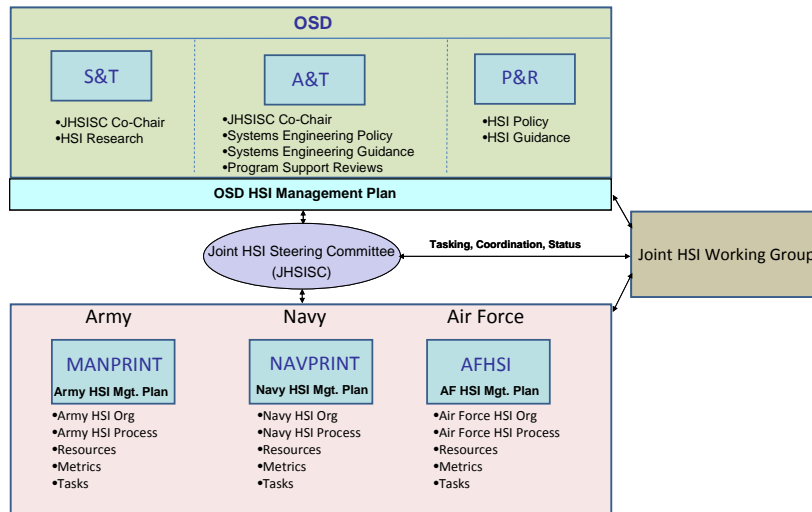 OSD
S&T
•JHSISC Co-Chair
•HSI Research
A&T
•JHSISC Co-Chair
•Systems Engineering Policy
•Systems Engineering Guidance
•Program Support Reviews
P&R
•HSI Policy
•HSI Guidance
OSD HSI Management Plan
Joint HSI Steering Committee
(JHSISC)
Tasking, Coordination, Status
Joint HSI Working Group
Army
MANPRINT
Army HSI Mgt. Plan
•Army HSI Org
•Army HSI Process
•Resources
•Metrics
•Tasks
Navy
NAVPRINT
Navy HSI Mgt. Plan
•Navy HSI Org
•Navy HSI Process
•Resources
•Metrics
•Tasks
Air Force
AFHSI
AF HSI Mgt. Plan
•Air Force HSI Org
•Air Force HSI Process
•Resources
•Metrics
•Tasks